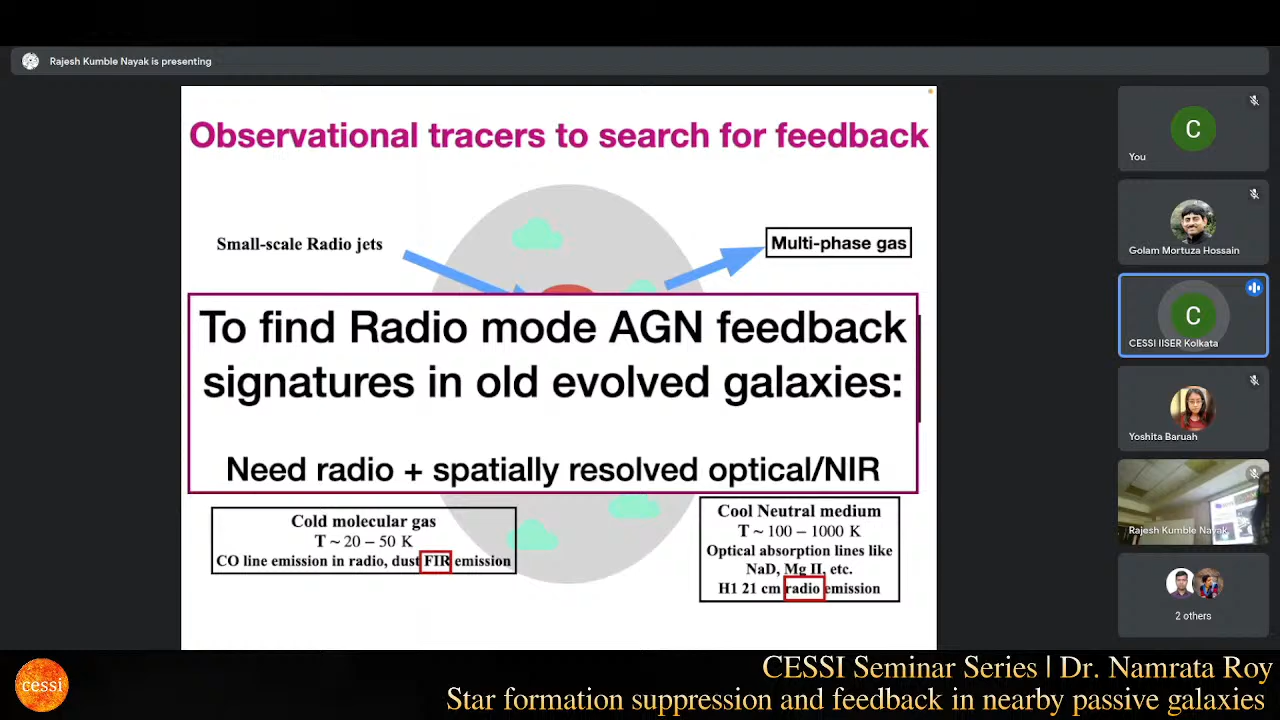 Rajesh Kumble Nayak is presenting
Observational tracers to search for feedback
Small-scale Radio jets
Multi-phase gas
To find Radio mode AGN feedback
signatures in old evolved galaxies:
Need radio + spatially resolved optical/NIR
Cold molecular gas
T ~ 20 – 50 K
CO line emission in radio, dust FIR emission
Cool Neutral medium
T ~ 100 – 1000 K
Optical absorption lines like
NaD, Mg II, etc.
H1 21 cm radio emission
C
You
Golam Mortuza Hossain
C
CESSI IISER Kolkata
Yoshita Baruah
Rajesh Kumble Nayak
2 others
cessi
CESSI Seminar Series | Dr. Namrata Roy
Star formation suppression and feedback in nearby passive galaxies